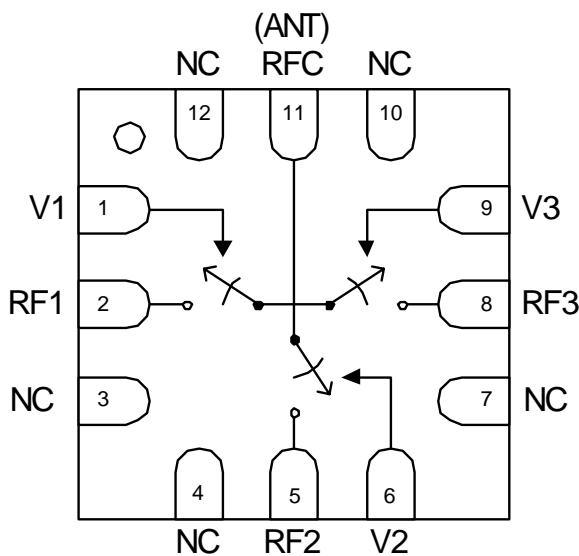 (ANT)
NC RFC NC
12 11 10
V1 1 9 V3
RF1 2 8 RF3
NC 3 7 NC
4 5 6
NC RF2 V2